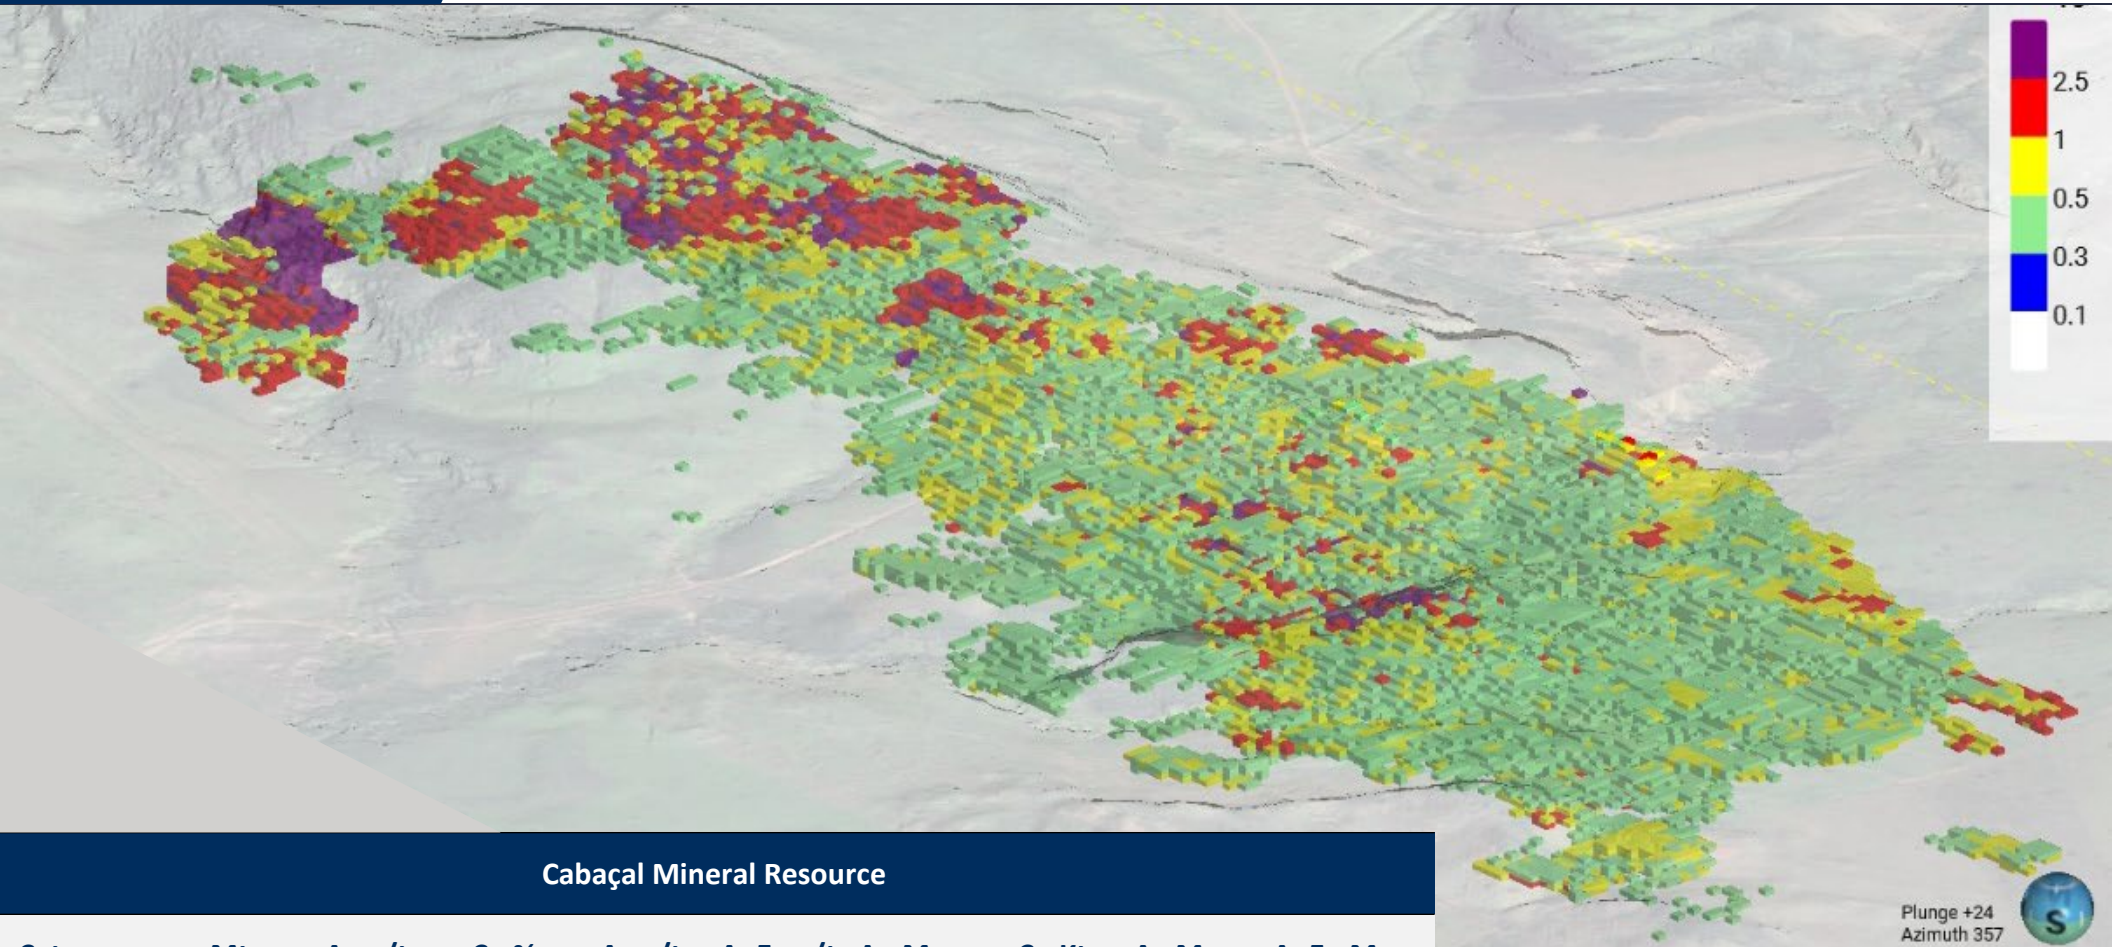 2.5
1
0.5
0.3
0.1
Cabaçal Mineral Resource
Plunge +24
Azimuth 357
S